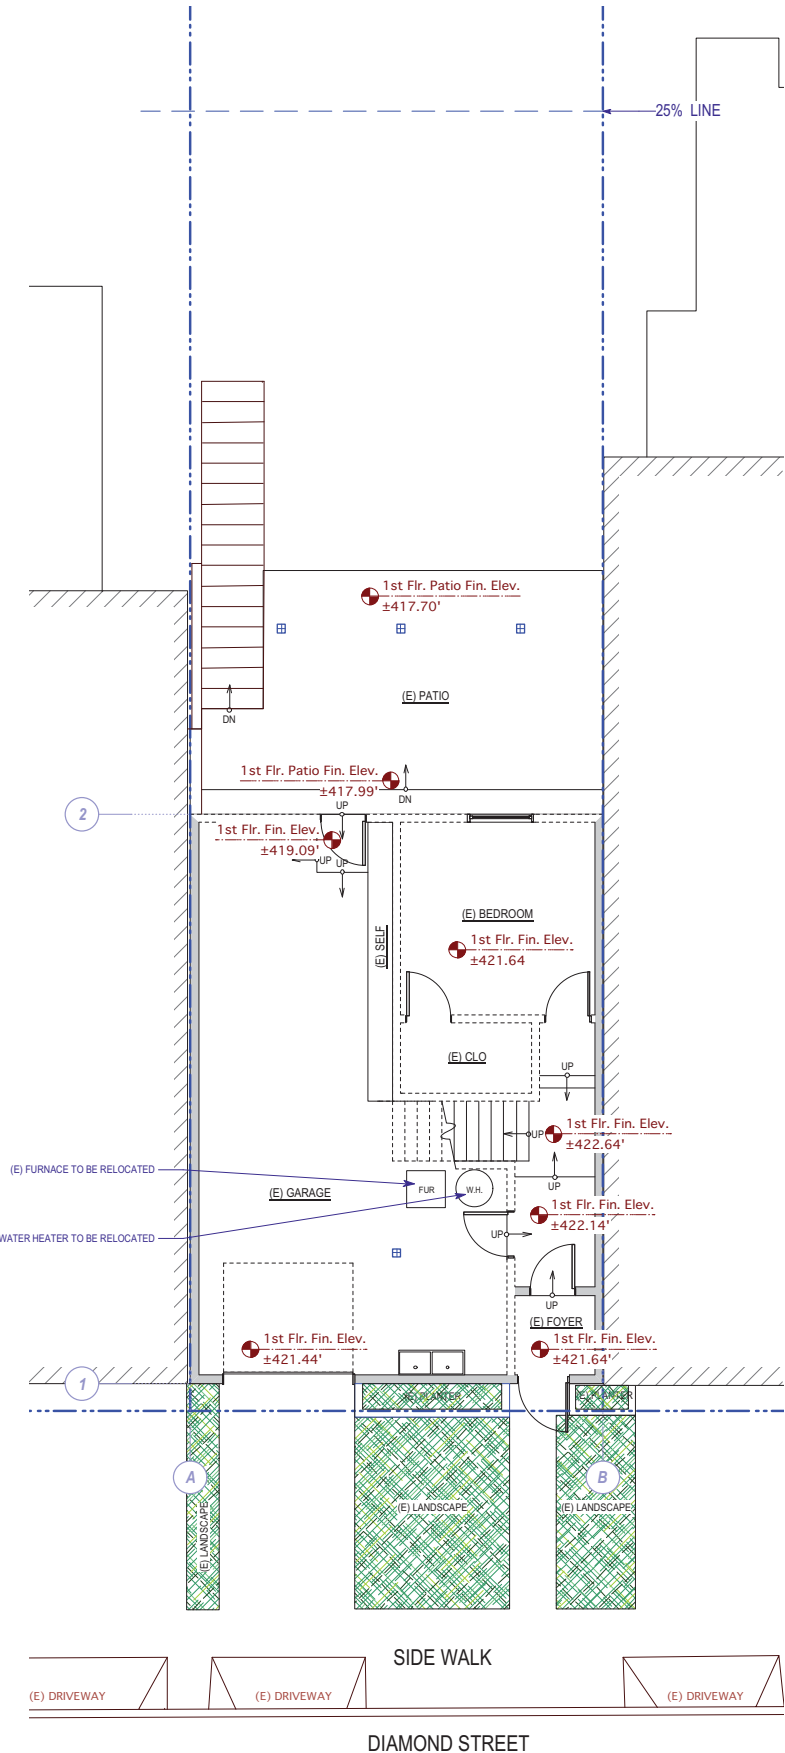 25% LINE
1st Flr. Patio Fin. Elev.
±417.70'
(E) PATIO
DN
1st Flr. Patio Fin. Elev.
±417.99'
DN
UP
2
1st Flr. Fin. Elev.
±419.09'
UP
UP
(E) BEDROOM
(E) SELF
1st Flr. Fin. Elev.
±421.64
(E) CLO
UP
1st Flr. Fin. Elev.
UP
±422.64'
(E) FURNACE TO BE RELOCATED
UP
FUR
W.H.
(E) GARAGE
1st Flr. Fin. Elev.
±422.14'
UP
WATER HEATER TO BE RELOCATED
UP
(E) FOYER
1st Flr. Fin. Elev.
±421.44'
1st Flr. Fin. Elev.
±421.64'
1
(E) PLANTER
(E) PLANTER
A
B
(E) LANDSCAPE
(E) LANDSCAPE
(E) LANDSCAPE
SIDE WALK
(E) DRIVEWAY
(E) DRIVEWAY
(E) DRIVEWAY
DIAMOND STREET